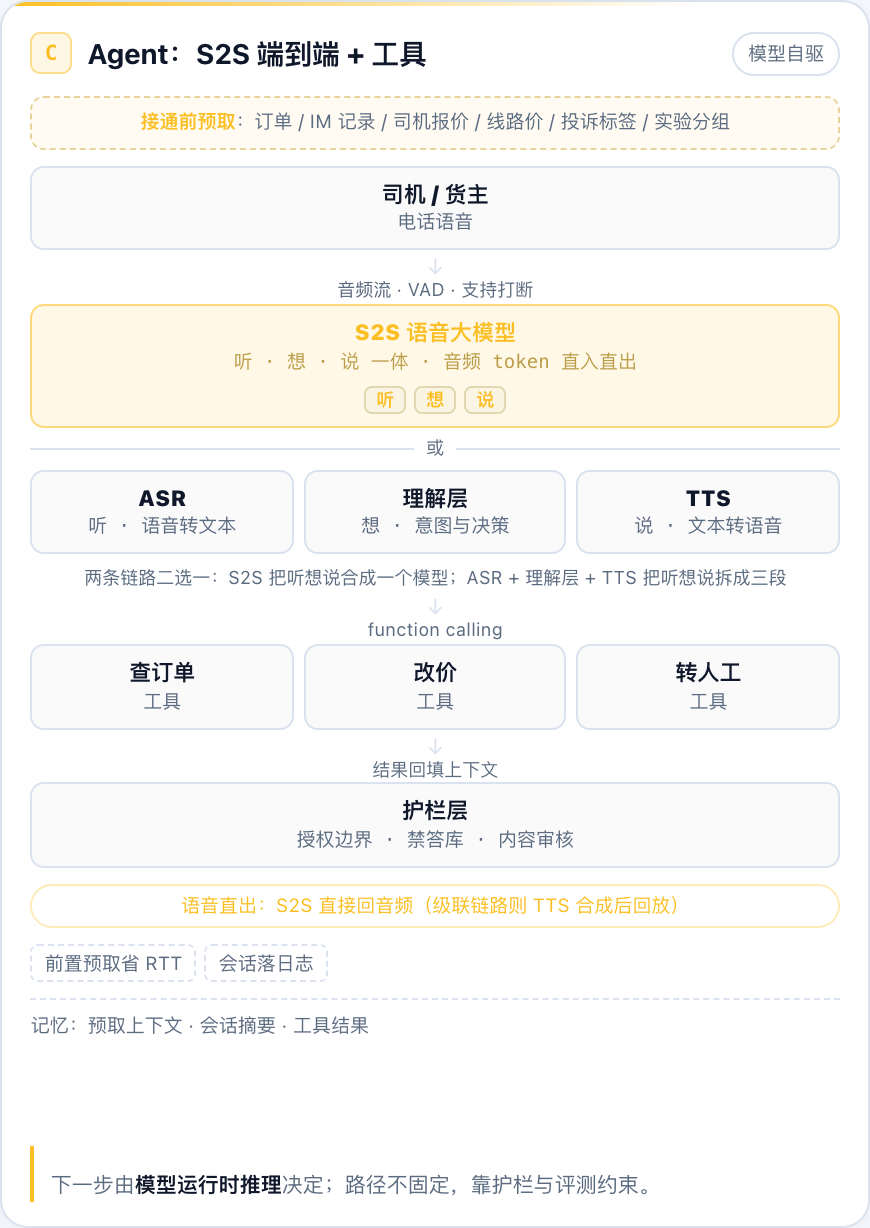 C
Agent：S2S 端到端 + 工具
模型自驱
接通前预取：订单 / IM 记录 / 司机报价 / 线路价 / 投诉标签 / 实验分组
司机 / 货主
电话语音
↓
音频流 · VAD · 支持打断
S2S 语音大模型
听 · 想 · 说 一体 · 音频 token 直入直出
听 想 说
或
ASR
听 · 语音转文本
理解层
想 · 意图与决策
TTS
说 · 文本转语音
两条链路二选一：S2S 把听想说合成一个模型；ASR + 理解层 + TTS 把听想说拆成三段
↓
function calling
查订单
工具
改价
工具
转人工
工具
↓
结果回填上下文
护栏层
授权边界 · 禁答库 · 内容审核
语音直出：S2S 直接回音频（级联链路则 TTS 合成后回放）
前置预取省 RTT
会话落日志
记忆：预取上下文 · 会话摘要 · 工具结果
下一步由模型运行时推理决定；路径不固定，靠护栏与评测约束。